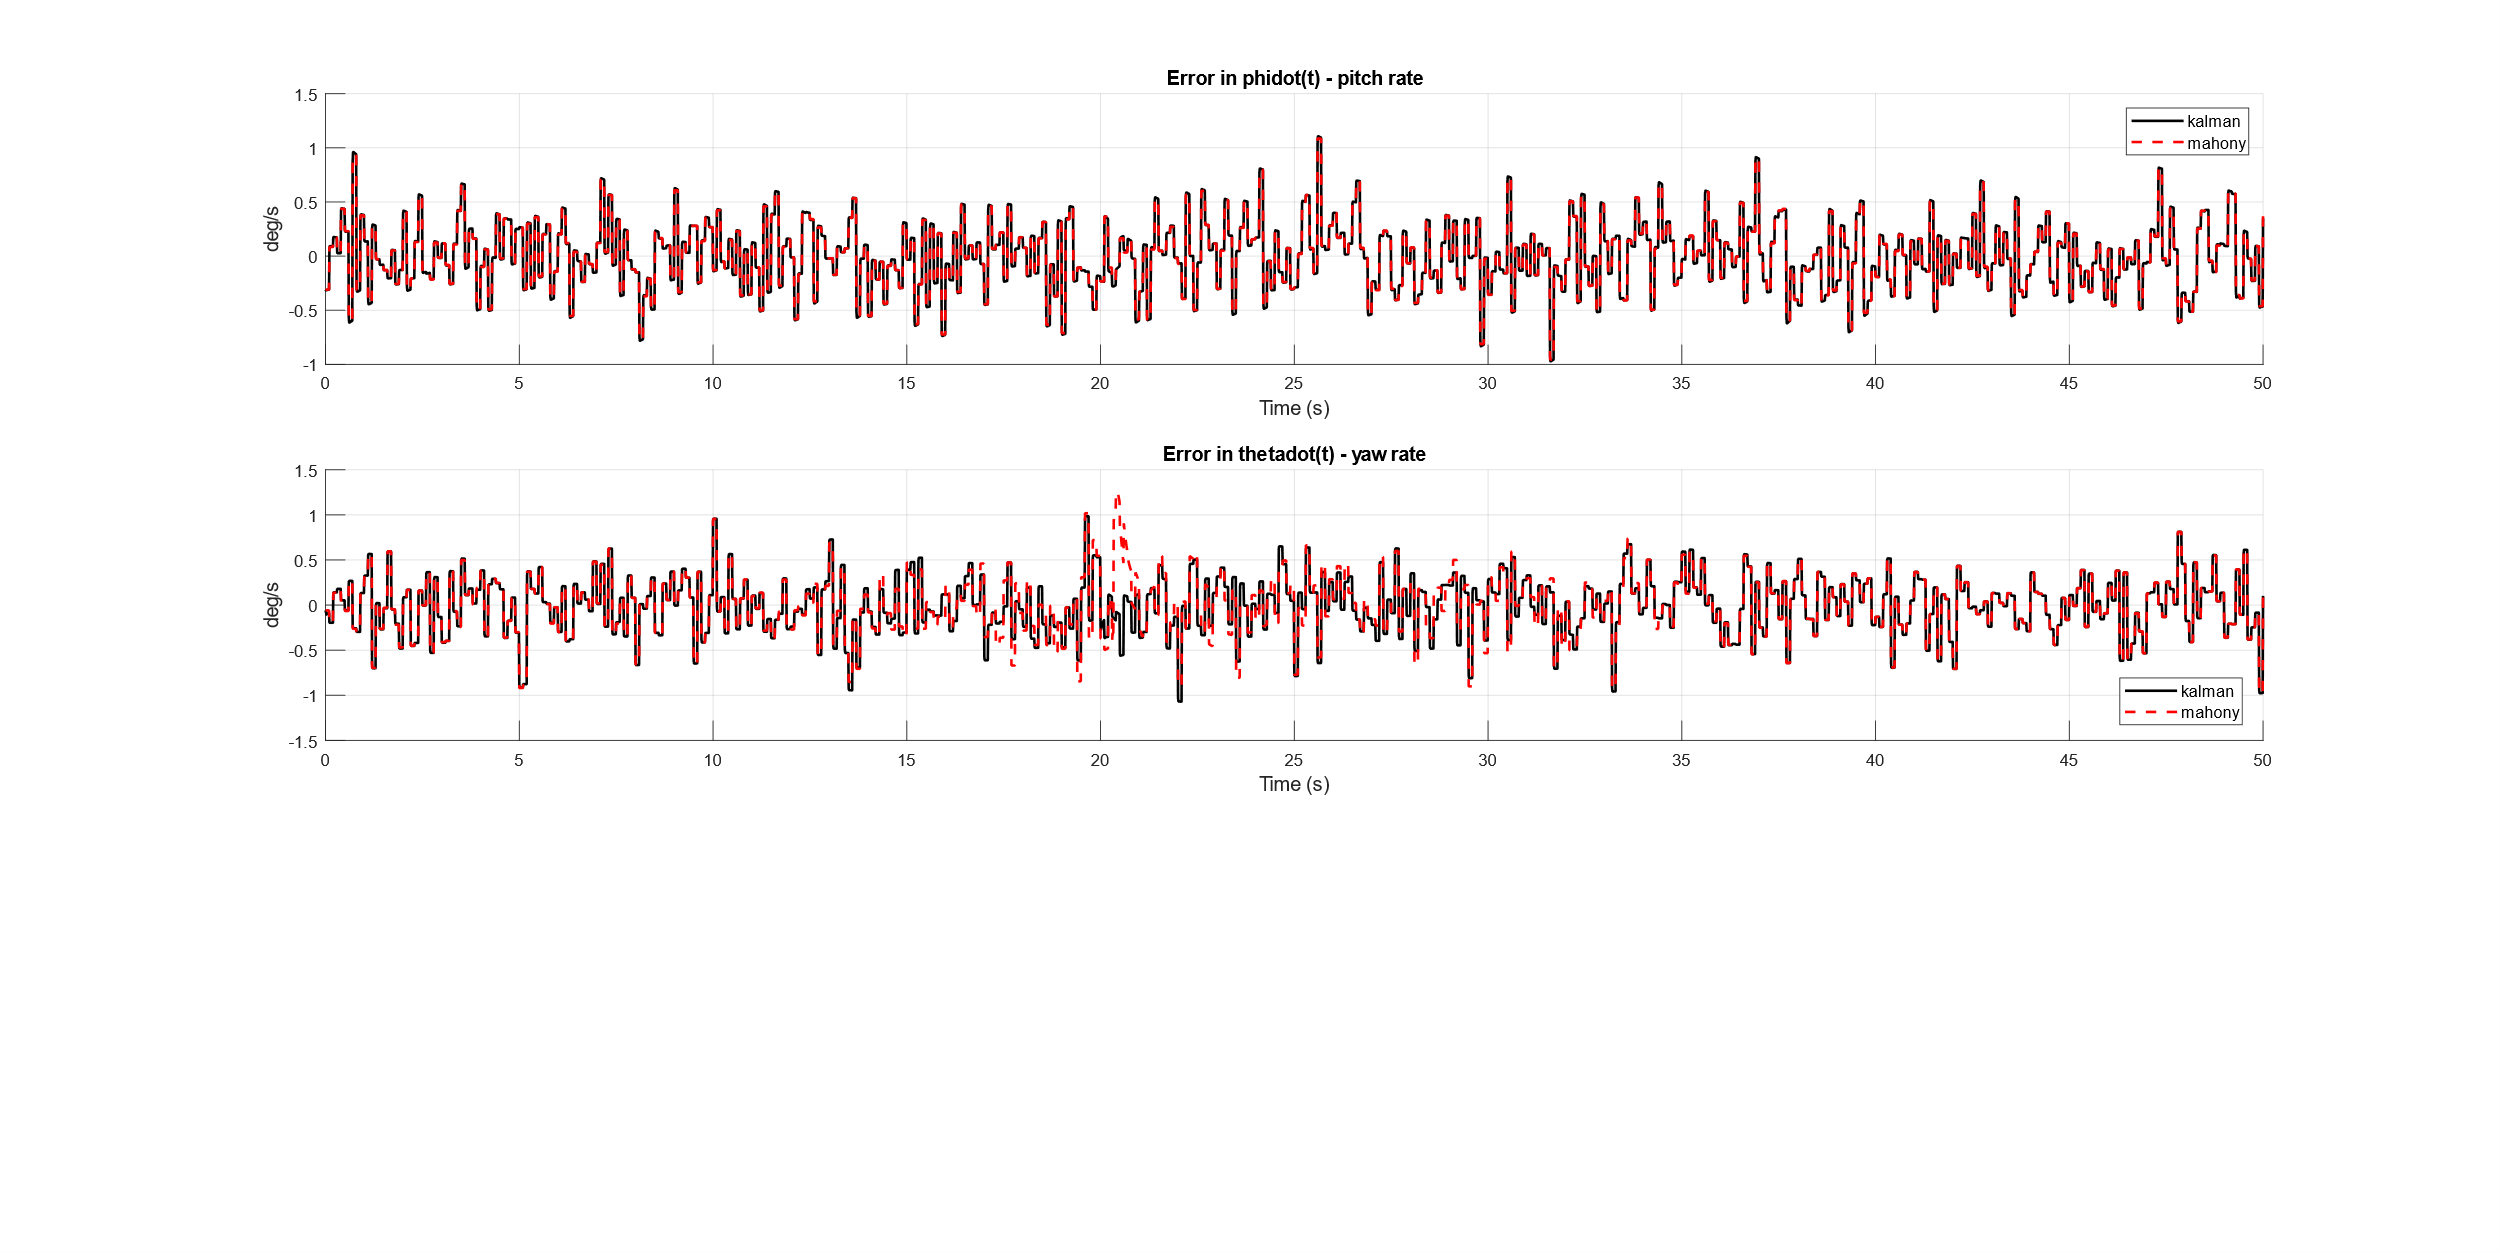 Error in phidot(t) - pitch rate
1.5
1
0.5
0
-0.5
-1
deg/s
kalman
mahony
0 5 10 15 20 25 30 35 40 45 50
Time (s)
Error in thetadot(t) - yaw rate
1.5
1
0.5
0
-0.5
-1
-1.5
deg/s
kalman
mahony
0 5 10 15 20 25 30 35 40 45 50
Time (s)